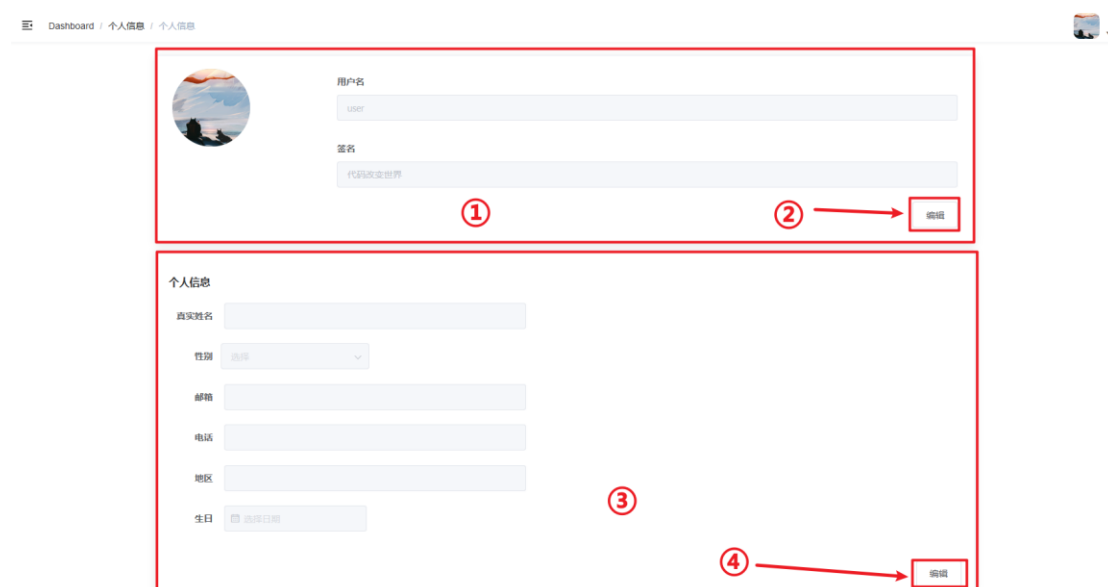 Dashboard / 个人信息 / 个人信息
用户名
user
签名
代码改变世界
①
②
编辑
个人信息
真实姓名
性别
选择
邮箱
电话
地区
③
生日
选择日期
④
编辑